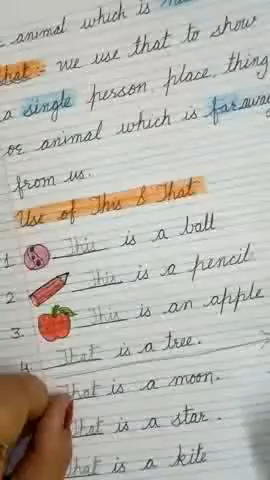 animal which is
that = we use that to show
a single person, place, thing
or animal which is far away
from us.
Use of This & That
1. This is a ball
2 This is a pencil
3. This is an apple
4. That is a tree.
That is a moon.
That is a star.
That is a kite